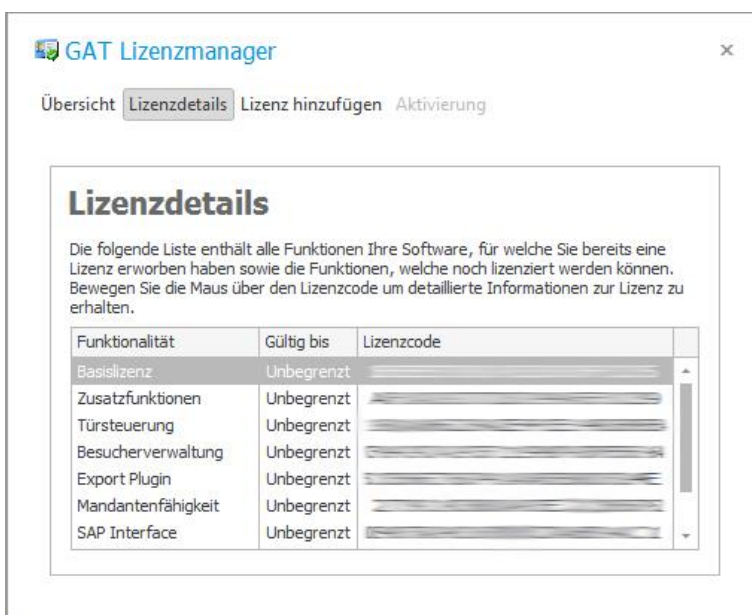 GAT Lizenzmanager
Übersicht Lizenzdetails Lizenz hinzufügen Aktivierung
Lizenzdetails
Die folgende Liste enthält alle Funktionen Ihre Software, für welche Sie bereits eine
Lizenz erworben haben sowie die Funktionen, welche noch lizenziert werden können.
Bewegen Sie die Maus über den Lizenzcode um detaillierte Informationen zur Lizenz zu
erhalten.
Funktionalität Gültig bis Lizenzcode
Basislizenz Unbegrenzt
Zusatzfunktionen Unbegrenzt
Türsteuerung Unbegrenzt
Besucherverwaltung Unbegrenzt
Export Plugin Unbegrenzt
Mandantenfähigkeit Unbegrenzt
SAP Interface Unbegrenzt